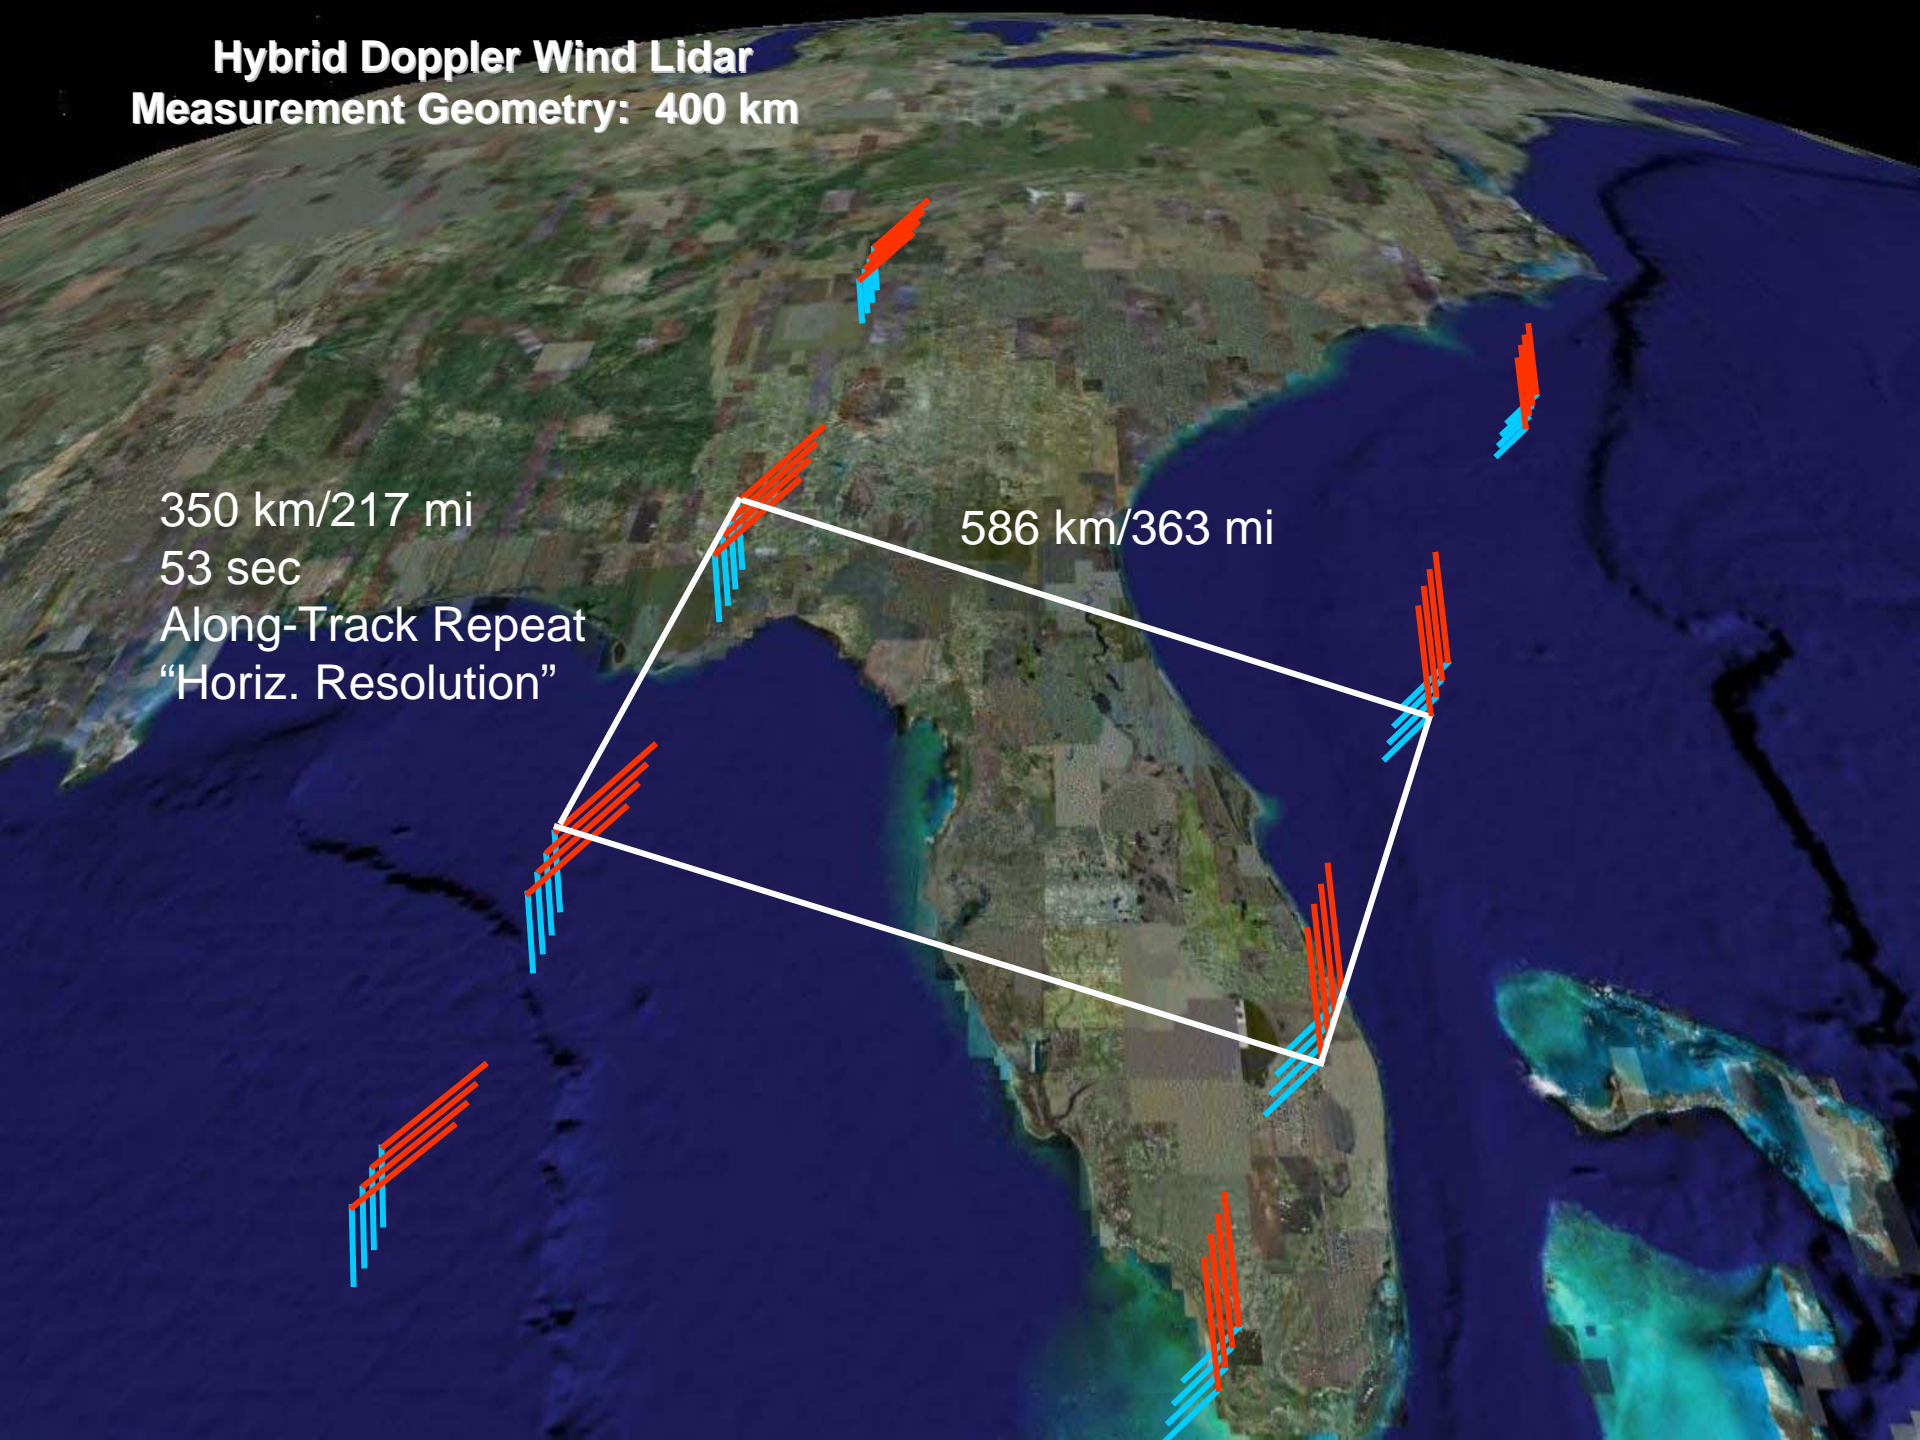 Hybrid Doppler Wind Lidar
Measurement Geometry:  400 km
350 km/217 mi
53 sec
Along-Track Repeat
“Horiz. Resolution”
586 km/363 mi